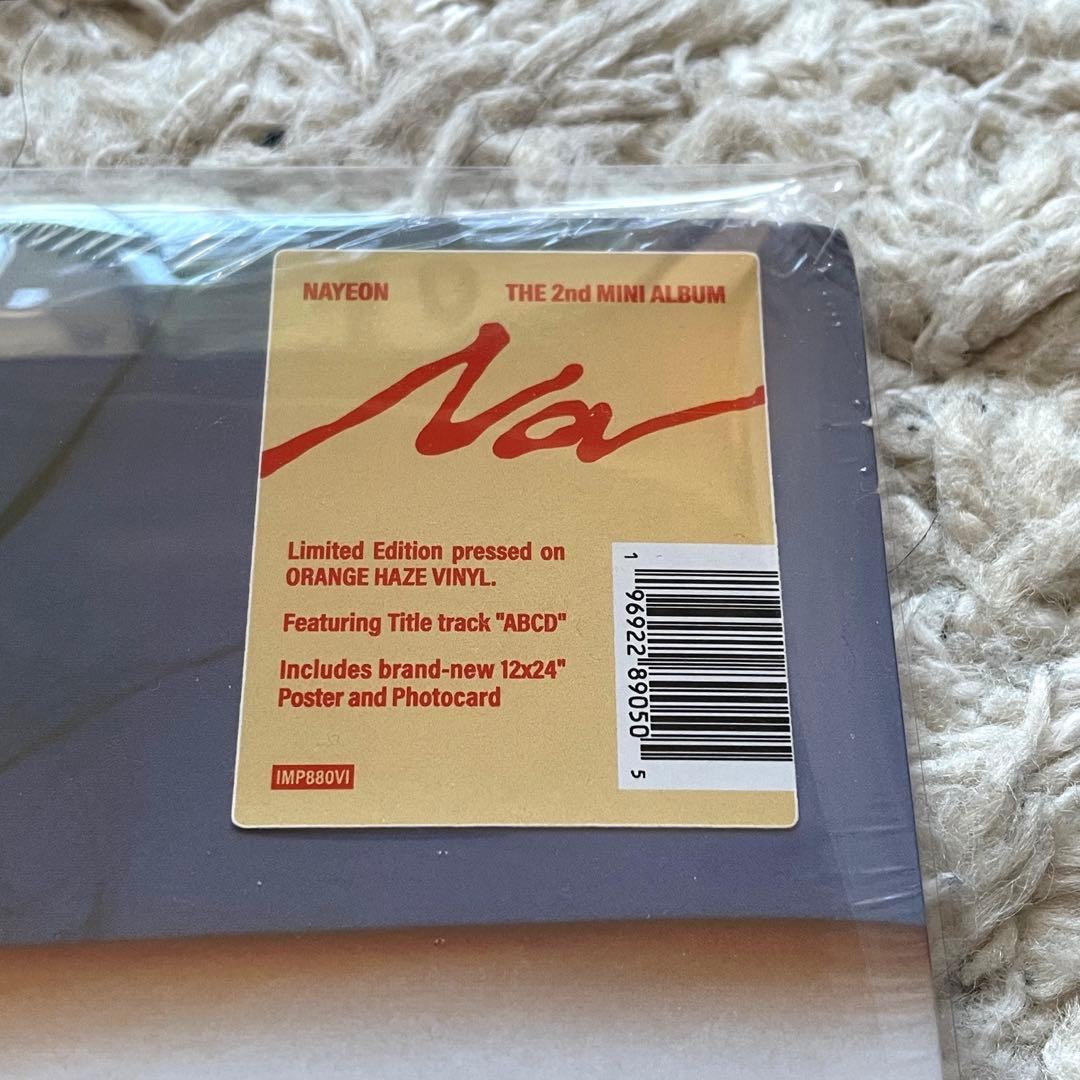 NAYEON
THE 2nd MINI ALBUM
Na
Limited Edition pressed on
ORANGE HAZE VINYL.
Featuring Title track "ABCD"
Includes brand-new 12x24"
Poster and Photocard
IMP880VI
1 96922 89050 5